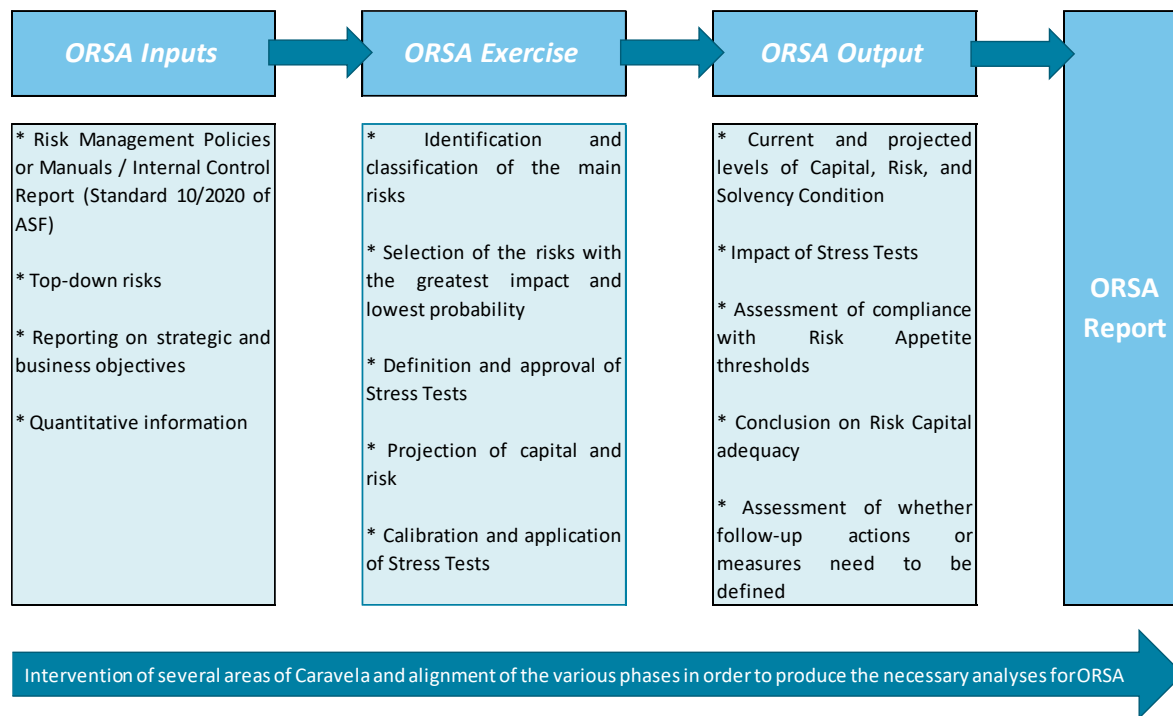 ORSA Inputs
ORSA Exercise
ORSA Output
ORSA
Report
* Risk Management Policies
or Manuals / Internal Control
Report (Standard 10/2020 of
ASF)
* Top-down risks
* Reporting on strategic and
business objectives
* Quantitative information
* Identification and
classification of the main
risks
* Selection of the risks with
the greatest impact and
lowest probability
* Definition and approval of
Stress Tests
* Projection of capital and
risk
* Calibration and application
of Stress Tests
* Current and projected
levels of Capital, Risk, and
Solvency Condition
* Impact of Stress Tests
* Assessment of compliance
with Risk Appetite
thresholds
* Conclusion on Risk Capital
adequacy
* Assessment of whether
follow-up actions or
measures need to be
defined
Intervention of several areas of Caravela and alignment of the various phases in order to produce the necessary analyses for ORSA